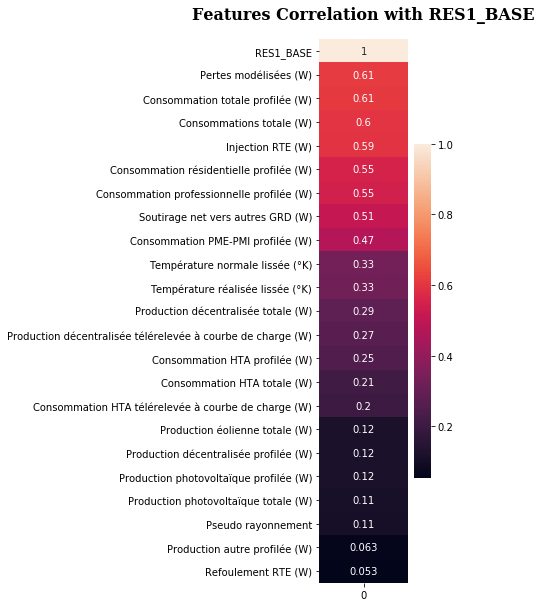 Features Correlation with RES1_BASE
RES1_BASE 1
Pertes modélisées (W) 0.61
Consommation totale profilée (W) 0.61
Consommations totale (W) 0.6
Injection RTE (W) 0.59
Consommation résidentielle profilée (W) 0.55
Consommation professionnelle profilée (W) 0.55
Soutirage net vers autres GRD (W) 0.51
Consommation PME-PMI profilée (W) 0.47
Température normale lissée (°K) 0.33
Température réalisée lissée (°K) 0.33
Production décentralisée totale (W) 0.29
Production décentralisée télérelevée à courbe de charge (W) 0.27
Consommation HTA profilée (W) 0.25
Consommation HTA totale (W) 0.21
Consommation HTA télérelevée à courbe de charge (W) 0.2
Production éolienne totale (W) 0.12
Production décentralisée profilée (W) 0.12
Production photovoltaïque profilée (W) 0.12
Production photovoltaïque totale (W) 0.11
Pseudo rayonnement 0.11
Production autre profilée (W) 0.063
Refoulement RTE (W) 0.053
0
1.0
0.8
0.6
0.4
0.2